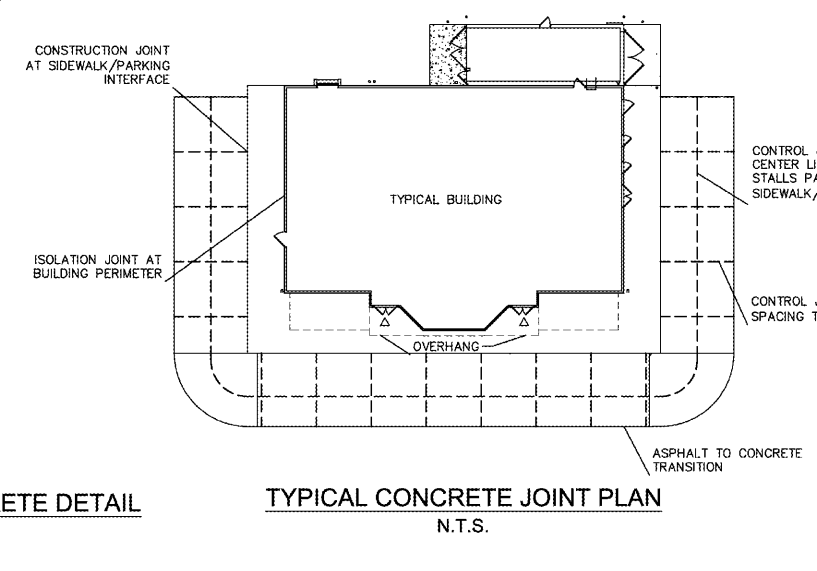 CONSTRUCTION JOINT
AT SIDEWALK/PARKING
INTERFACE
CONTROL
CENTER
STALLS
SIDEWALK/
TYPICAL BUILDING
ISOLATION JOINT AT
BUILDING PERIMETER
CONTROL
SPACING
OVERHANG
ASPHALT TO CONCRETE
TRANSITION
ETE DETAIL
TYPICAL CONCRETE JOINT PLAN
N.T.S.